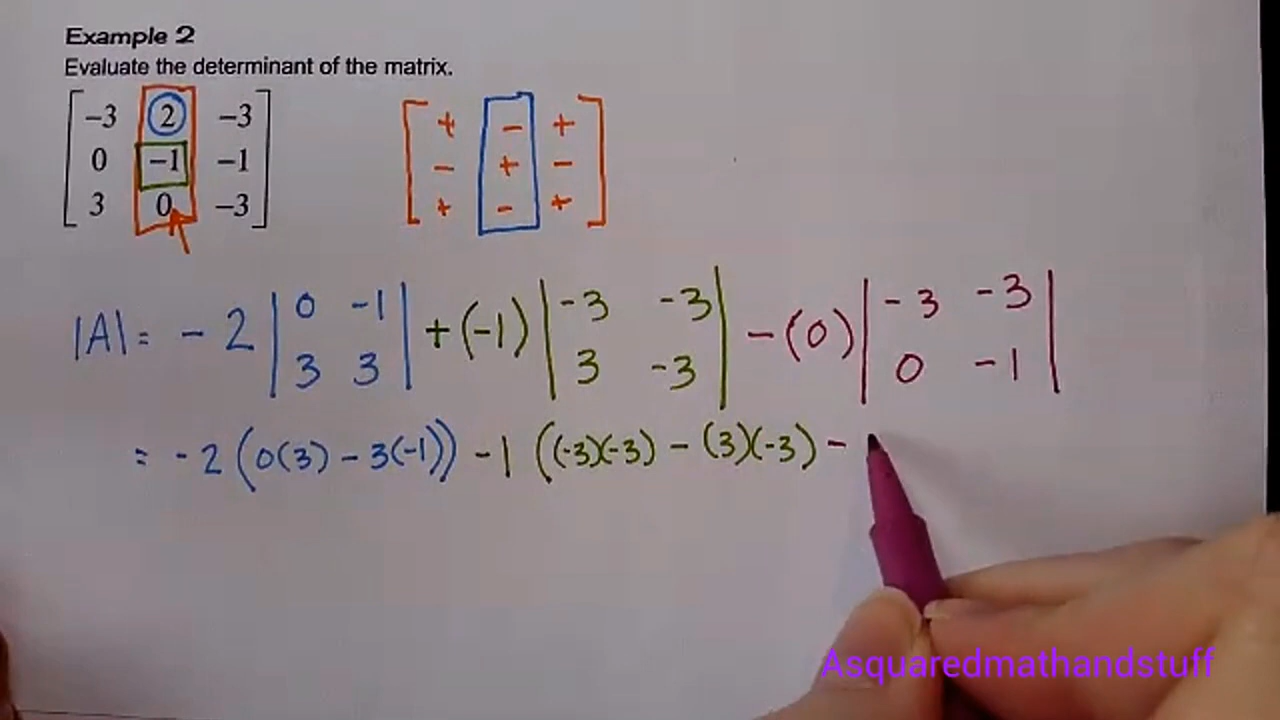 Example 2
Evaluate the determinant of the matrix.
[ −3 2 −3 ] [ + − + ]
[ 0 −1 −1 ] [ − + − ]
[ 3 0 −3 ] [ + − + ]
|A| = - 2 | 0 -1 | + (-1) | -3 -3 | - (0) | -3 -3 |
| 3 3 | | 3 -3 | | 0 -1 |
= - 2 (0(3) - 3(-1)) - 1 ((-3)(-3) - (3)(-3) -
Asquaredmathandstuff